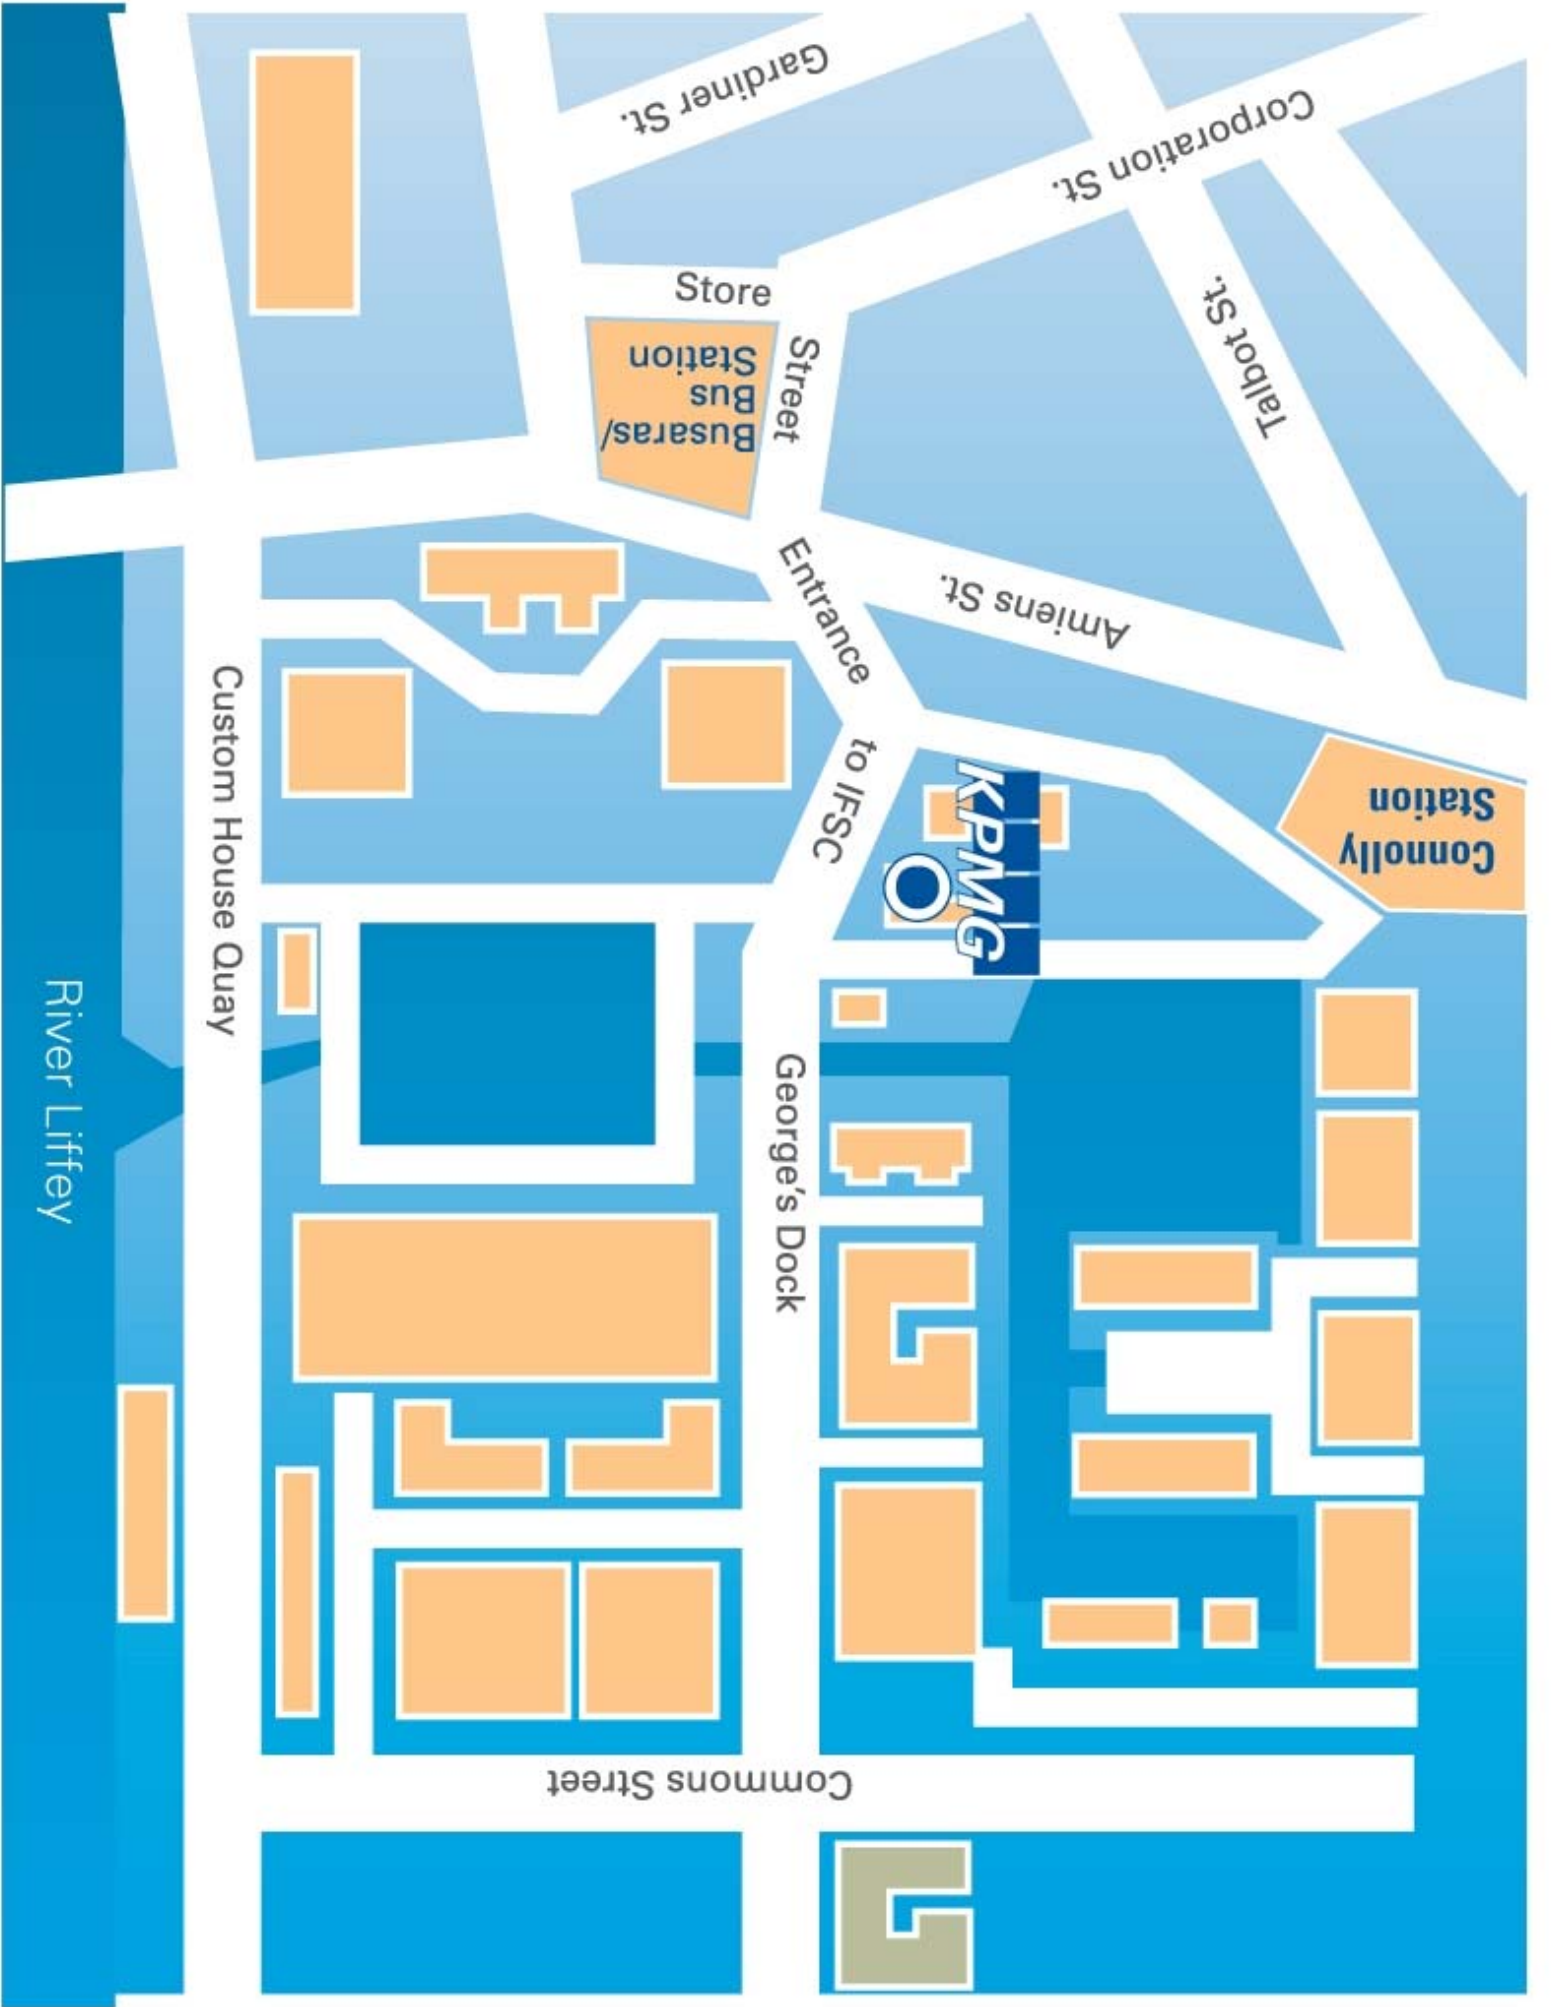 Gardiner St.
Corporation St.
Talbot St.
Store
Street
Busaras/
Bus
Station
Entrance
to IFSC
Amiens St.
Connolly
Station
KPMG
Custom House Quay
River Liffey
George's Dock
Commons Street